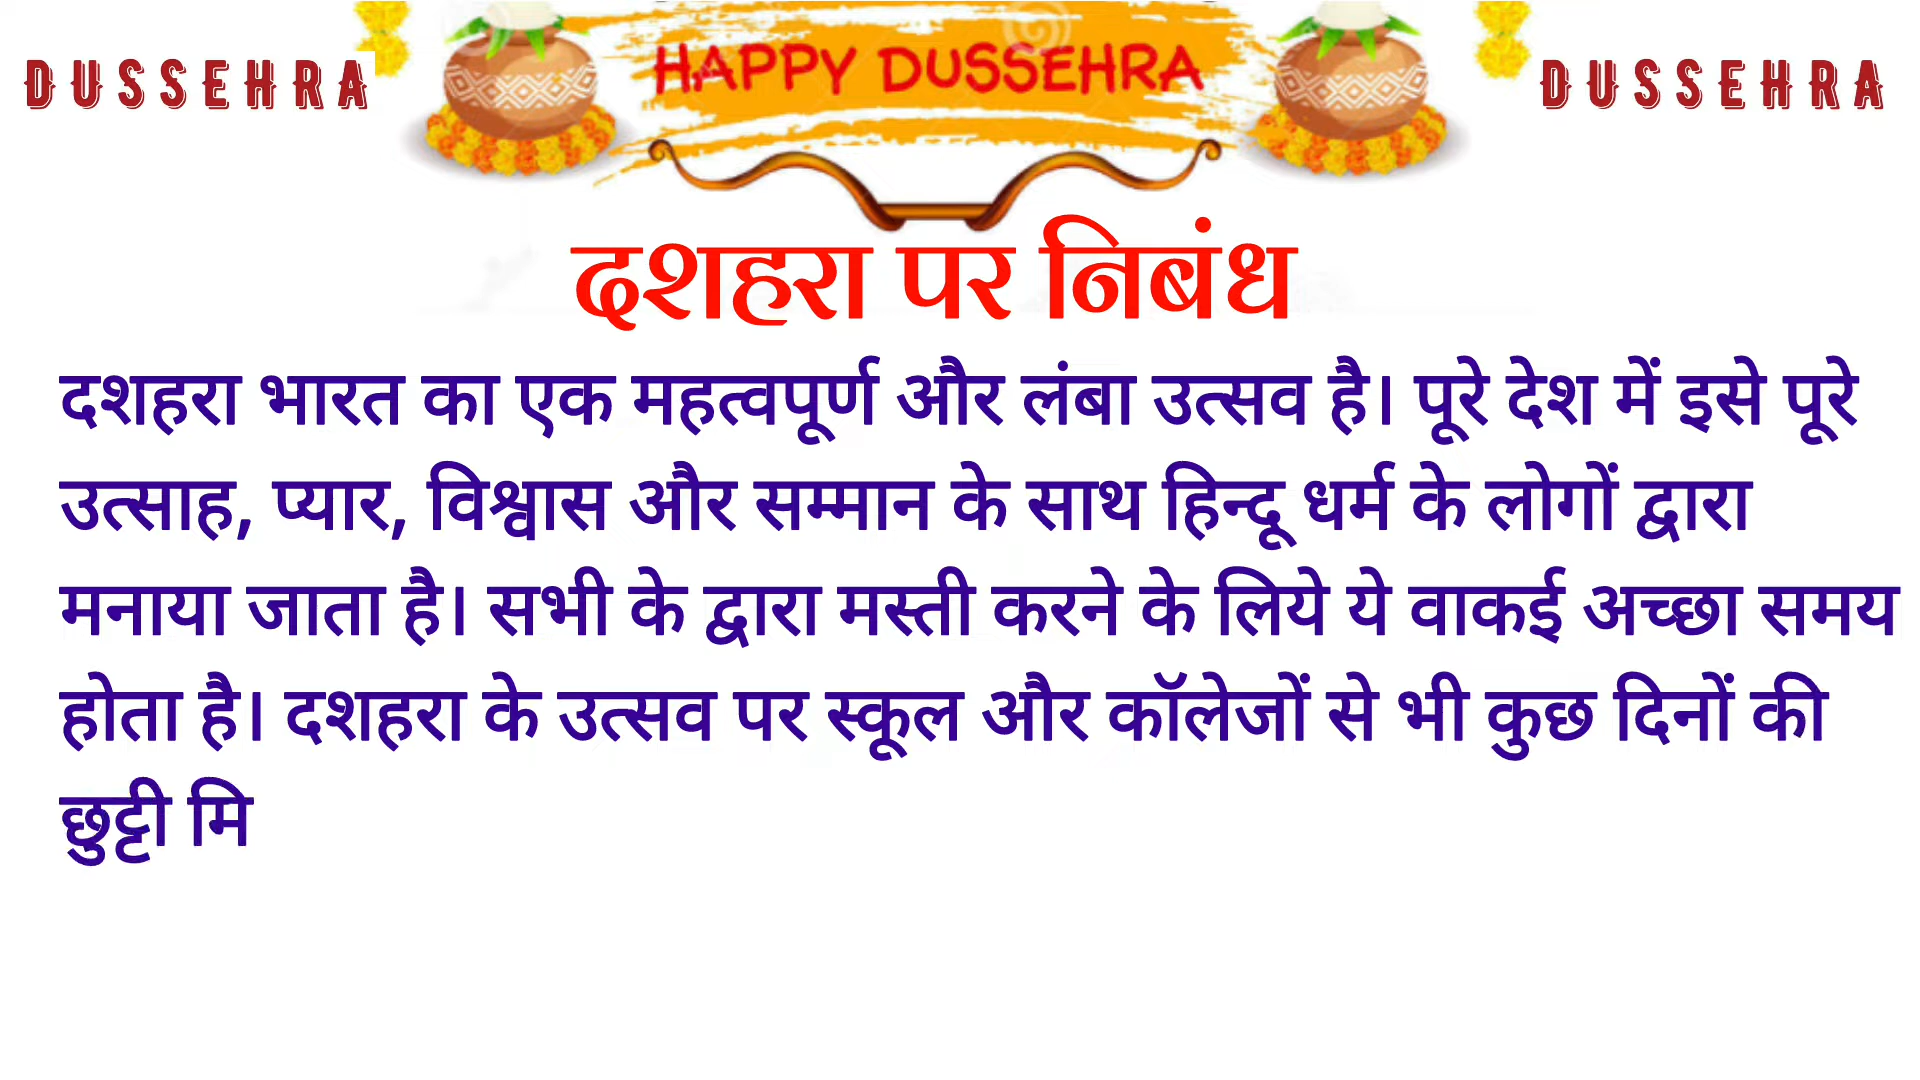 DUSSEHRA
HAPPY DUSSEHRA
DUSSEHRA
दशहरा पर निबंध
दशहरा भारत का एक महत्वपूर्ण और लंबा उत्सव है। पूरे देश में इसे पूरे
उत्साह, प्यार, विश्वास और सम्मान के साथ हिन्दू धर्म के लोगों द्वारा
मनाया जाता है। सभी के द्वारा मस्ती करने के लिये ये वाकई अच्छा समय
होता है। दशहरा के उत्सव पर स्कूल और कॉलेजों से भी कुछ दिनों की
छुट्टी मि